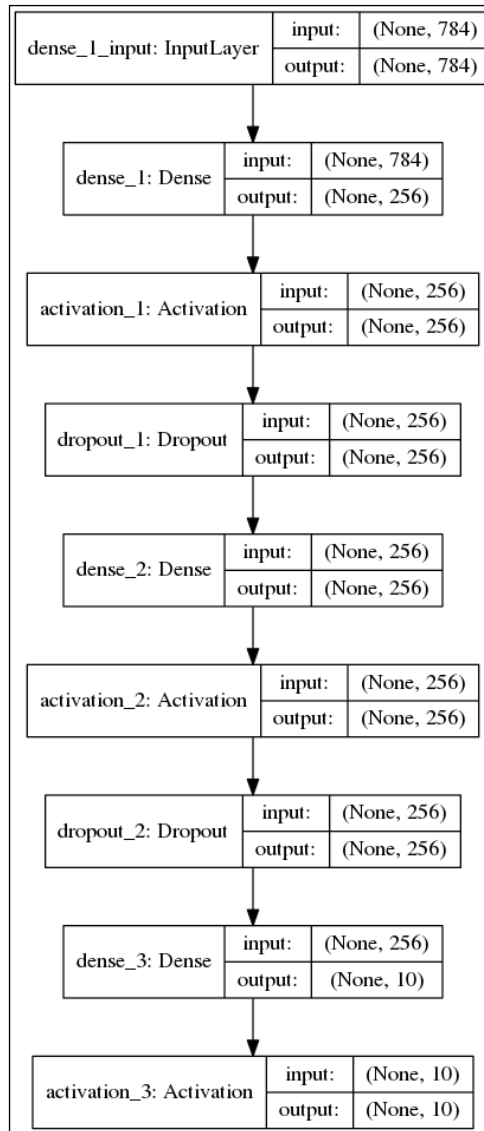 dense_1_input: InputLayer input: (None, 784)
output: (None, 784)
dense_1: Dense input: (None, 784)
output: (None, 256)
activation_1: Activation input: (None, 256)
output: (None, 256)
dropout_1: Dropout input: (None, 256)
output: (None, 256)
dense_2: Dense input: (None, 256)
output: (None, 256)
activation_2: Activation input: (None, 256)
output: (None, 256)
dropout_2: Dropout input: (None, 256)
output: (None, 256)
dense_3: Dense input: (None, 256)
output: (None, 10)
activation_3: Activation input: (None, 10)
output: (None, 10)